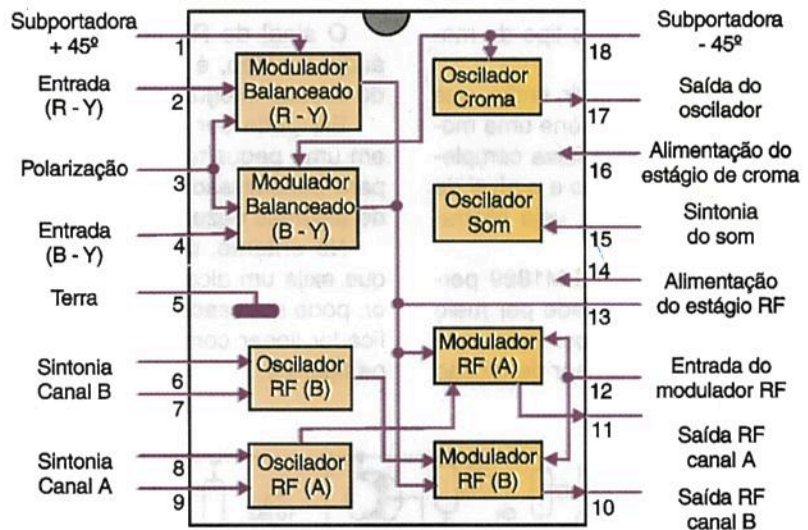 Subportadora
+ 45º
1
Entrada
(R - Y)
2
Polarização
3
Entrada
(B - Y)
4
Terra
5
Sintonia
Canal B
6
7
Sintonia
Canal A
8
9
Modulador
Balanceado
(R - Y)
Modulador
Balanceado
(B - Y)
Oscilador
RF (B)
Oscilador
RF (A)
Oscilador
Croma
Oscilador
Som
Modulador
RF (A)
Modulador
RF (B)
Subportadora
- 45º
18
Saída do
oscilador
17
Alimentação do
estágio de croma
16
Sintonia
do som
15
14
Alimentação
do estágio RF
13
Entrada do
modulador RF
12
11
Saída RF
canal A
10
Saída RF
canal B